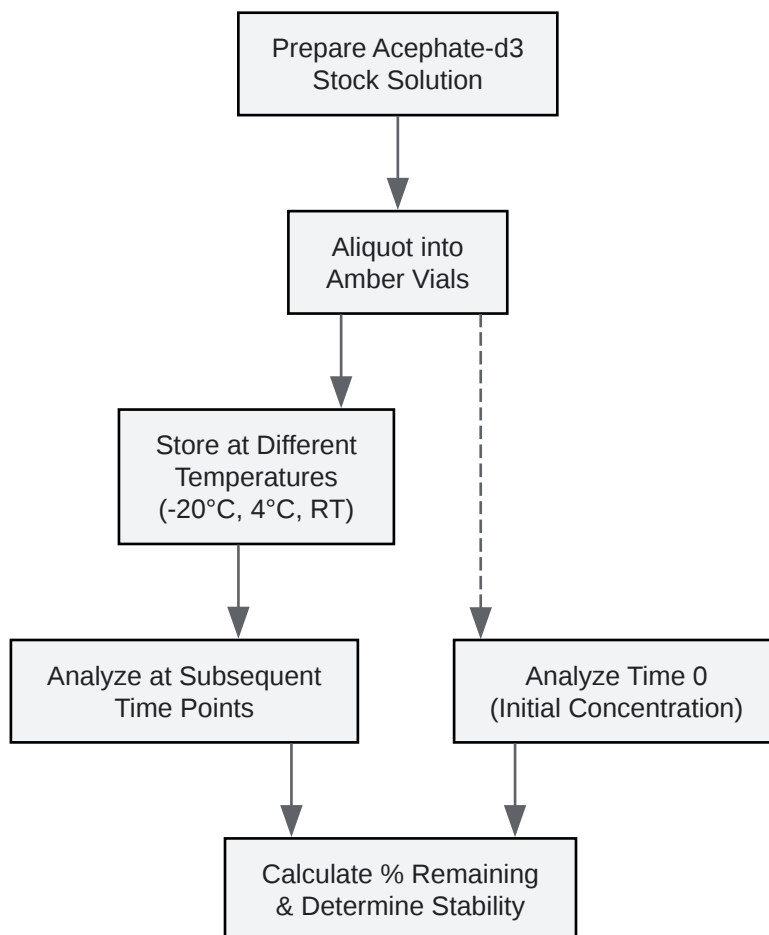 Prepare Acephate-d3
Stock Solution
Aliquot into
Amber Vials
Store at Different
Temperatures
(-20°C, 4°C, RT)
Analyze at Subsequent
Time Points
Analyze Time 0
(Initial Concentration)
Calculate % Remaining
& Determine Stability